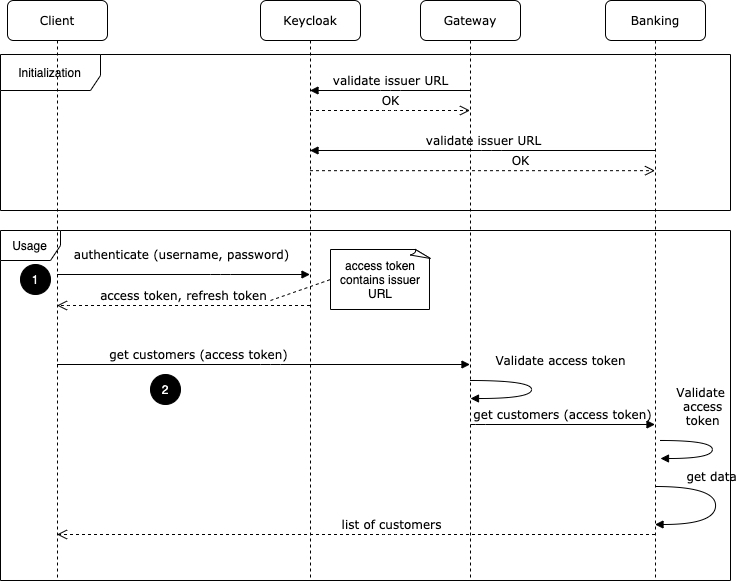 Client
Keycloak
Gateway
Banking
Initialization
validate issuer URL
OK
validate issuer URL
OK
Usage
authenticate (username, password)
1
access token
contains issuer
URL
access token, refresh token
get customers (access token)
Validate access token
2
Validate
access
token
get customers (access token)
get data
list of customers